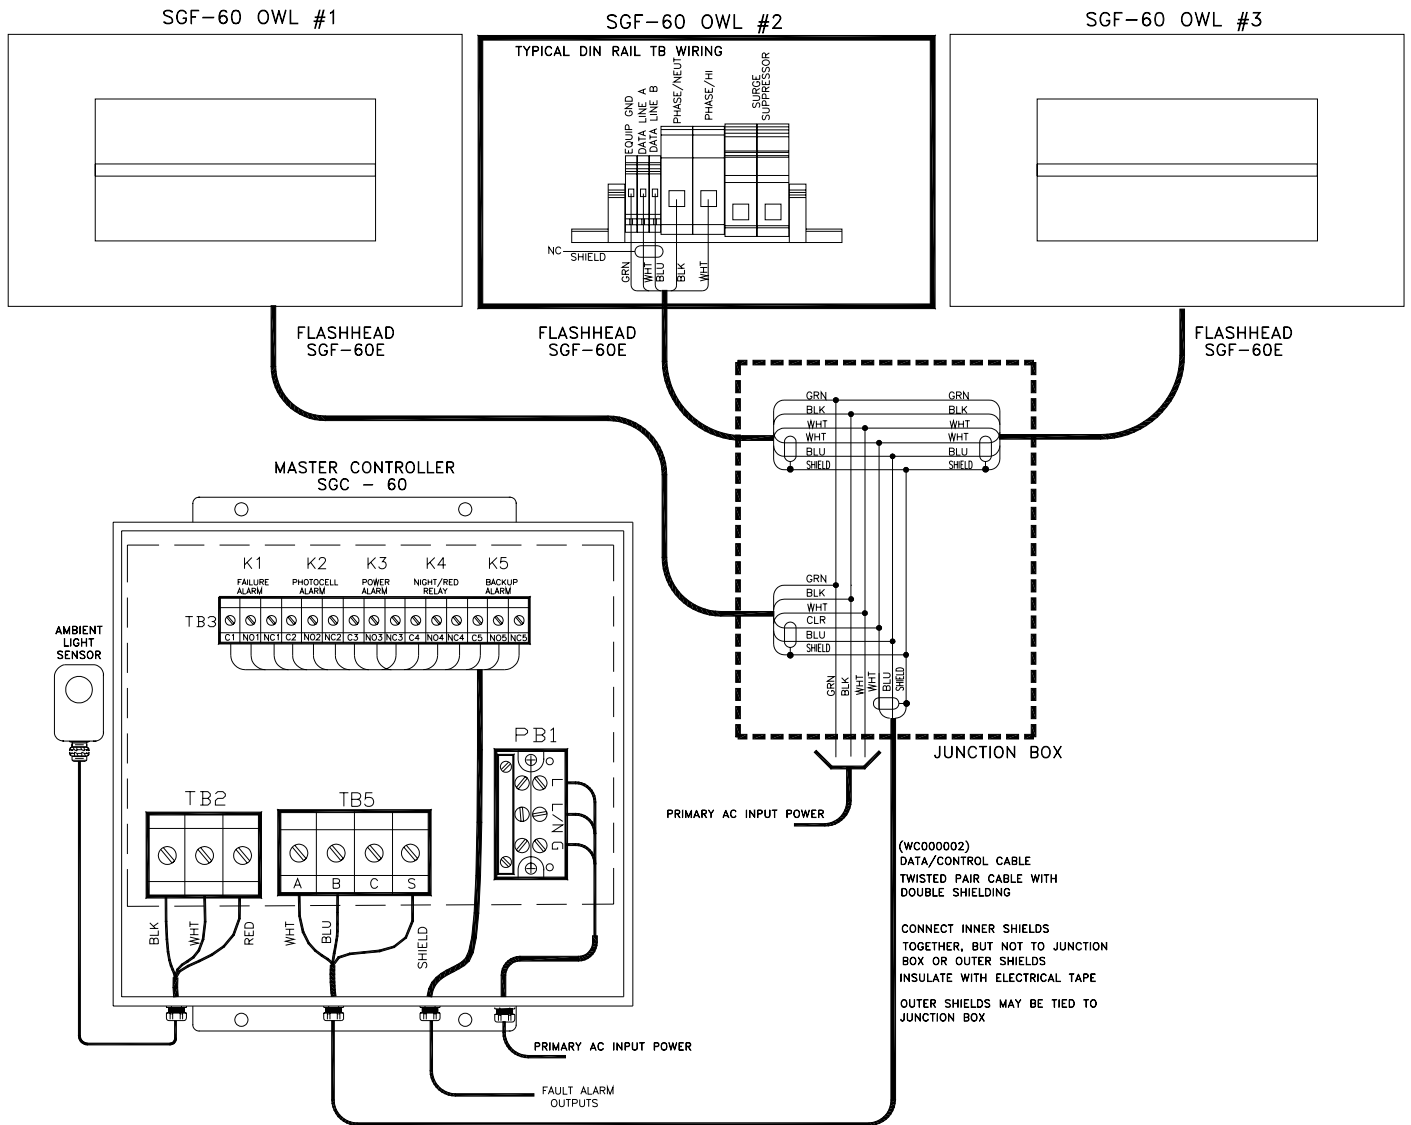 SGF-60 OWL #1
SGF-60 OWL #2
SGF-60 OWL #3
TYPICAL DIN RAIL TB WIRING
EQUIP GND
DATA LINE A
DATA LINE B
PHASE/NEUT
PHASE/HI
SURGE
SUPPRESSOR
NC
SHIELD
GRN
WHT
BLU
BLK
WHT
FLASHHEAD
SGF-60E
FLASHHEAD
SGF-60E
FLASHHEAD
SGF-60E
GRN
BLK
WHT
WHT
BLU
SHIELD
GRN
BLK
WHT
BLU
SHIELD
GRN
BLK
WHT
CLR
BLU
SHIELD
GRN
BLK
WHT
WHT
BLU
SHIELD
JUNCTION BOX
PRIMARY AC INPUT POWER
MASTER CONTROLLER
SGC - 60
K1
K2
K3
K4
K5
FAILURE
ALARM
PHOTOCELL
ALARM
POWER
ALARM
NIGHT/RED
RELAY
BACKUP
ALARM
TB3
C1 NO1 NC1 C2 NO2 NC2 C3 NO3 NC3 C4 NO4 NC4 C5 NO5 NC5
AMBIENT
LIGHT
SENSOR
PB1
L
L/N
G
TB2
TB5
A B C S
BLK
WHT
RED
WHT
BLU
SHIELD
(WC000002)
DATA/CONTROL CABLE
TWISTED PAIR CABLE WITH
DOUBLE SHIELDING
CONNECT INNER SHIELDS
TOGETHER, BUT NOT TO JUNCTION
BOX OR OUTER SHIELDS
INSULATE WITH ELECTRICAL TAPE
OUTER SHIELDS MAY BE TIED TO
JUNCTION BOX
PRIMARY AC INPUT POWER
FAULT ALARM
OUTPUTS